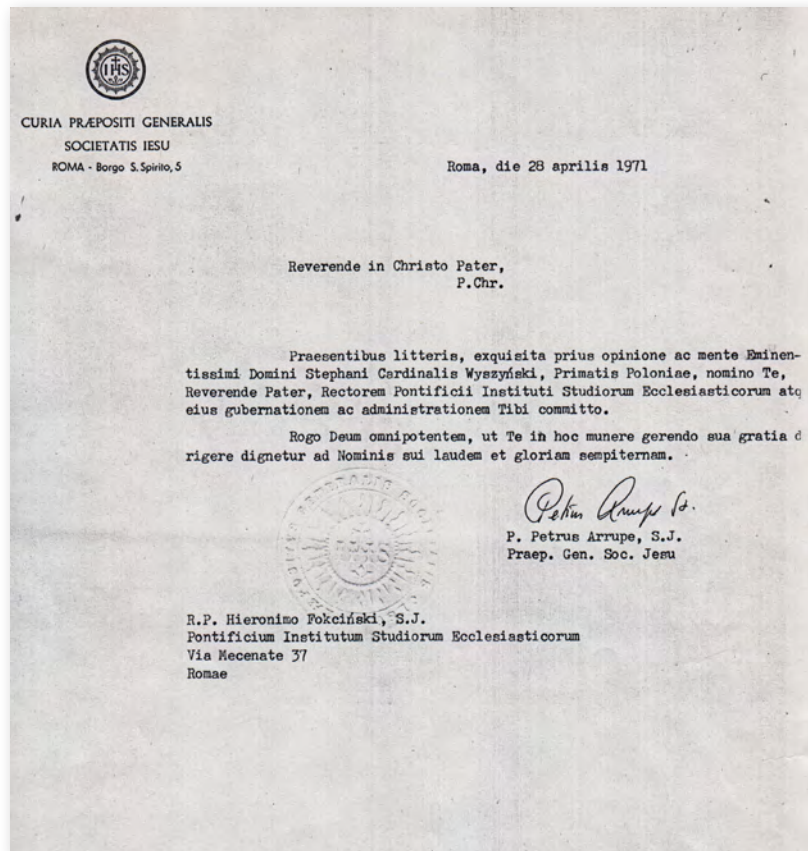 IHS
CURIA PRÆPOSITI GENERALIS
SOCIETATIS IESU
ROMA - Borgo S. Spirito, 5
Roma, die 28 aprilis 1971
Reverende in Christo Pater,
P.Chr.
Praesentibus litteris, exquisita prius opinione ac mente Eminen-
tissimi Domini Stephani Cardinalis Wyszyński, Primatis Poloniae, nomino Te,
Reverende Pater, Rectorem Pontificii Instituti Studiorum Ecclesiasticorum atq
eius gubernationem ac administrationem Tibi committo.
Rogo Deum omnipotentem, ut Te in hoc munere gerendo sua gratia d
rigere dignetur ad Nominis sui laudem et gloriam sempiternam.
Petrus Arrupe SJ.
P. Petrus Arrupe, S.J.
Praep. Gen. Soc. Jesu
R.P. Hieronimo Fokciński, S.J.
Pontificium Institutum Studiorum Ecclesiasticorum
Via Mecenate 37
Romae